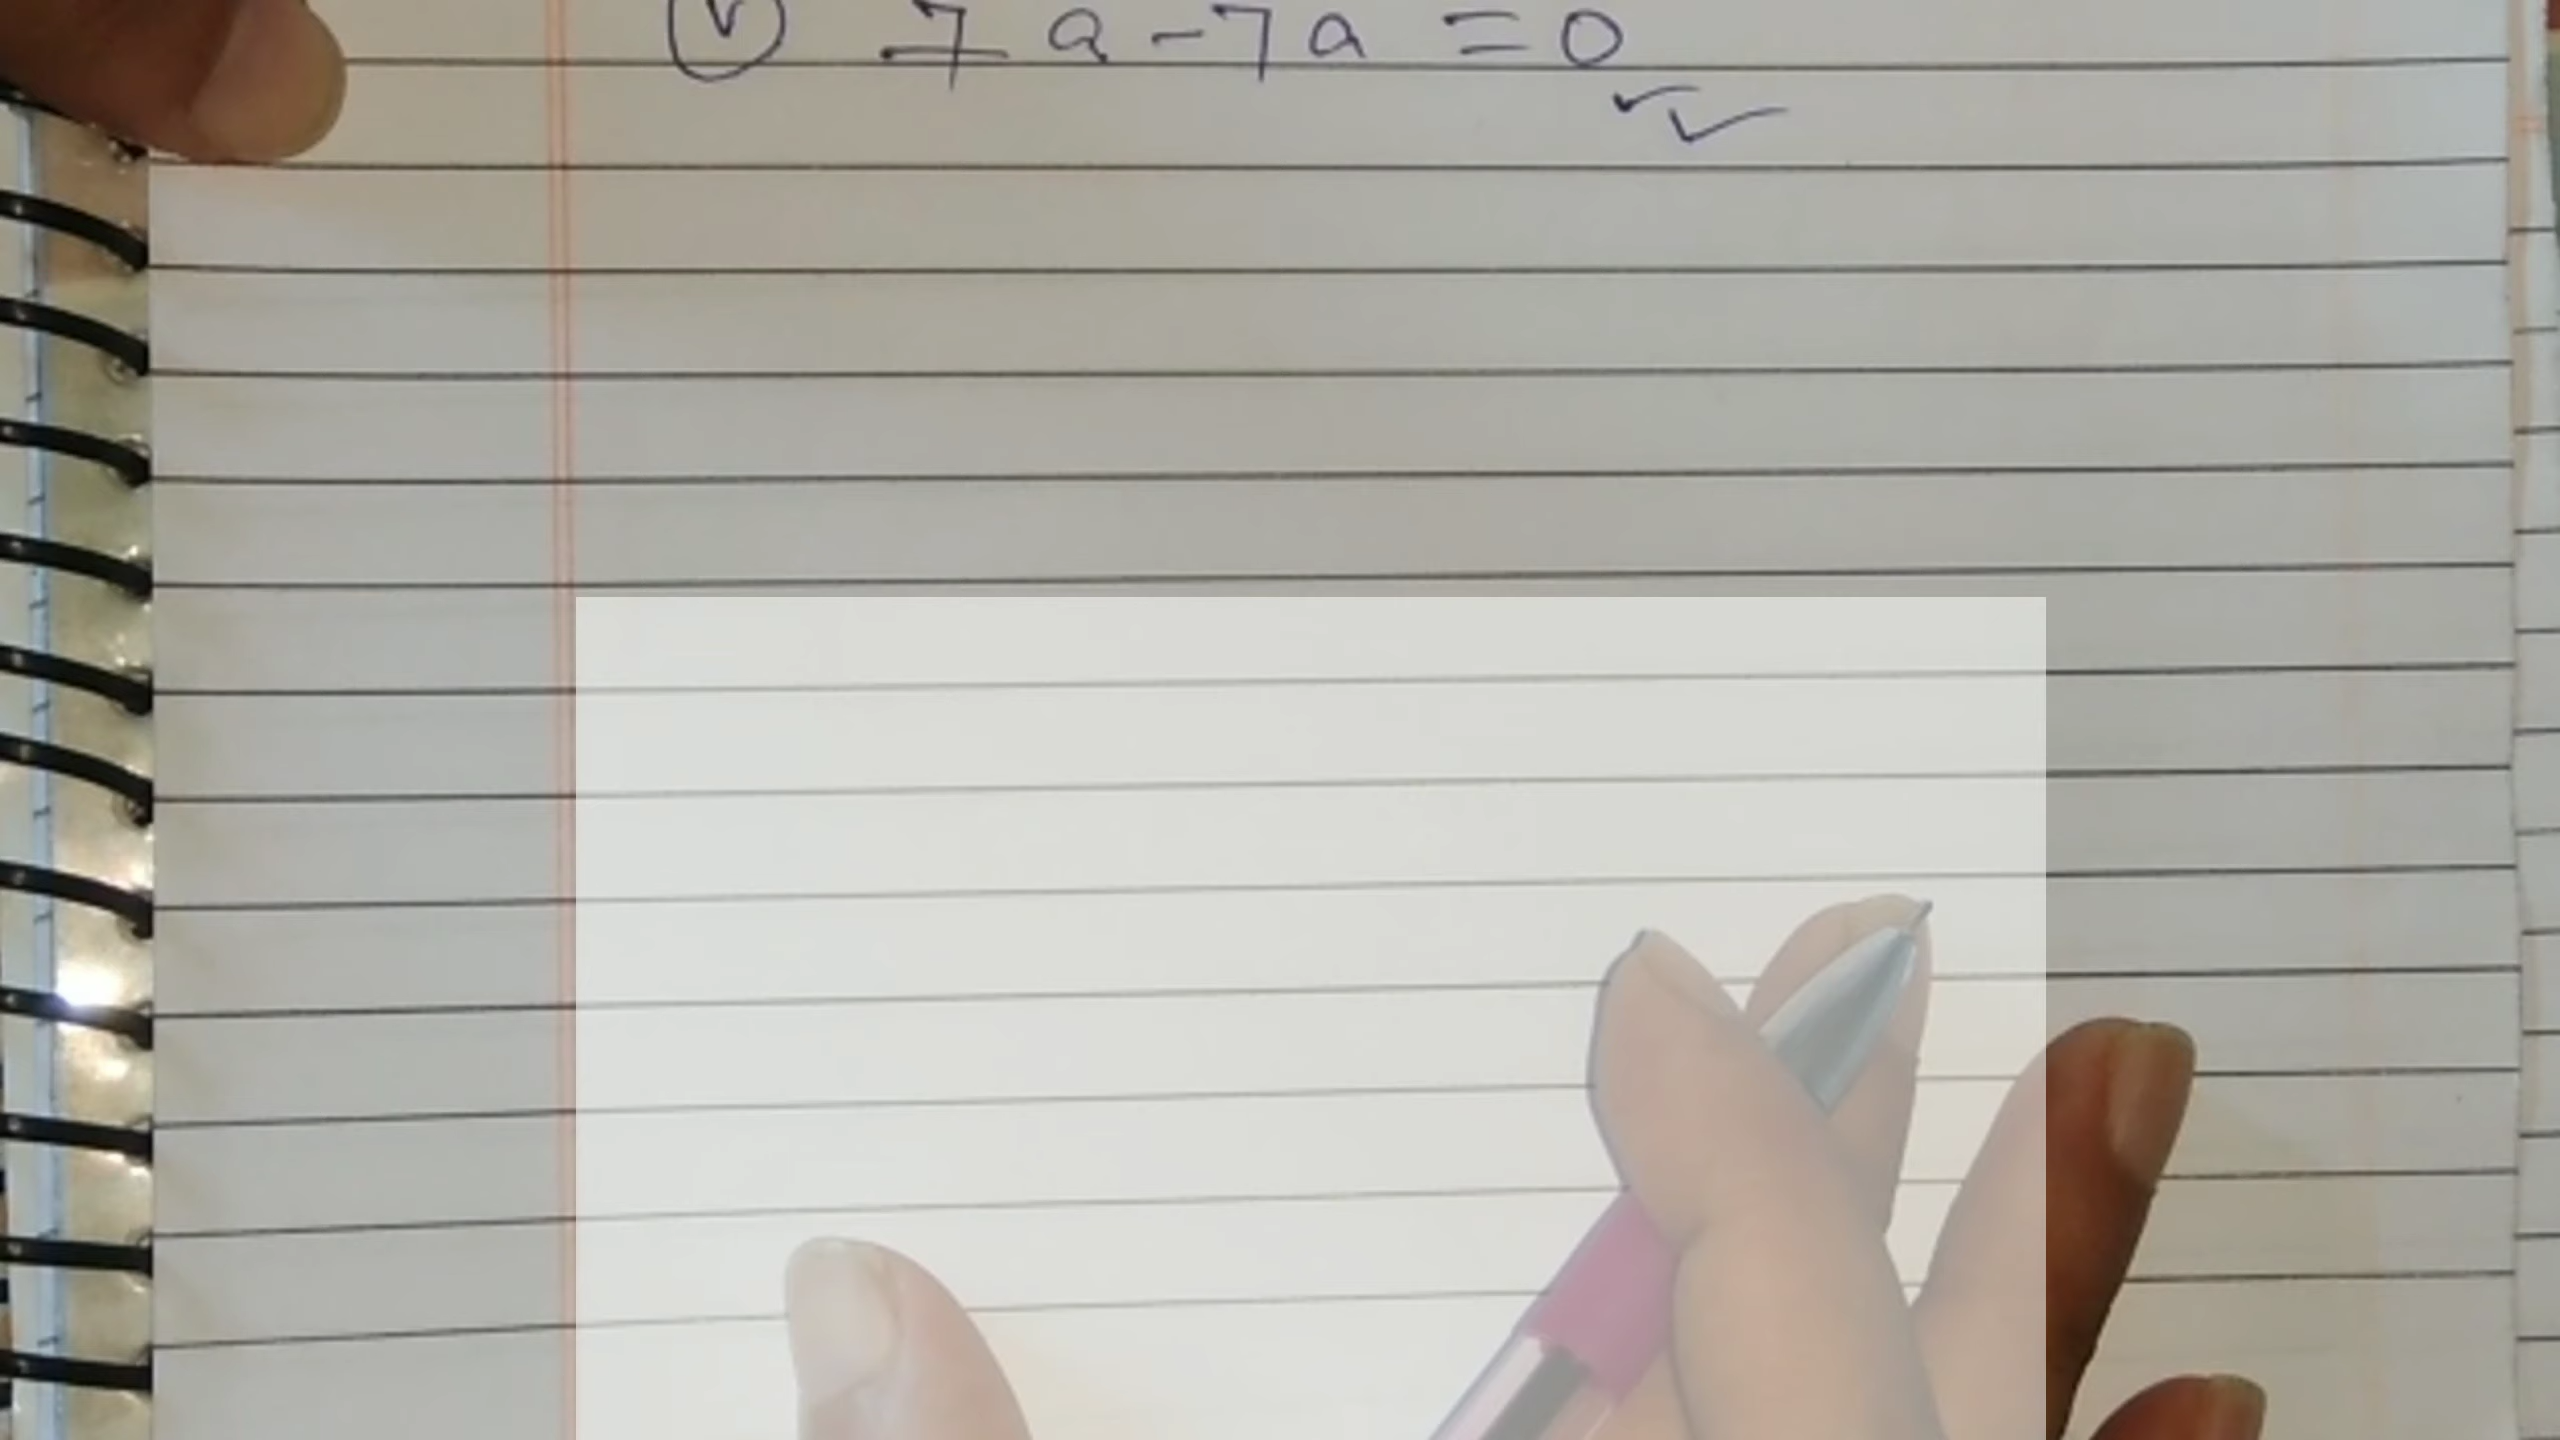 (v) 7a - 7a = 0